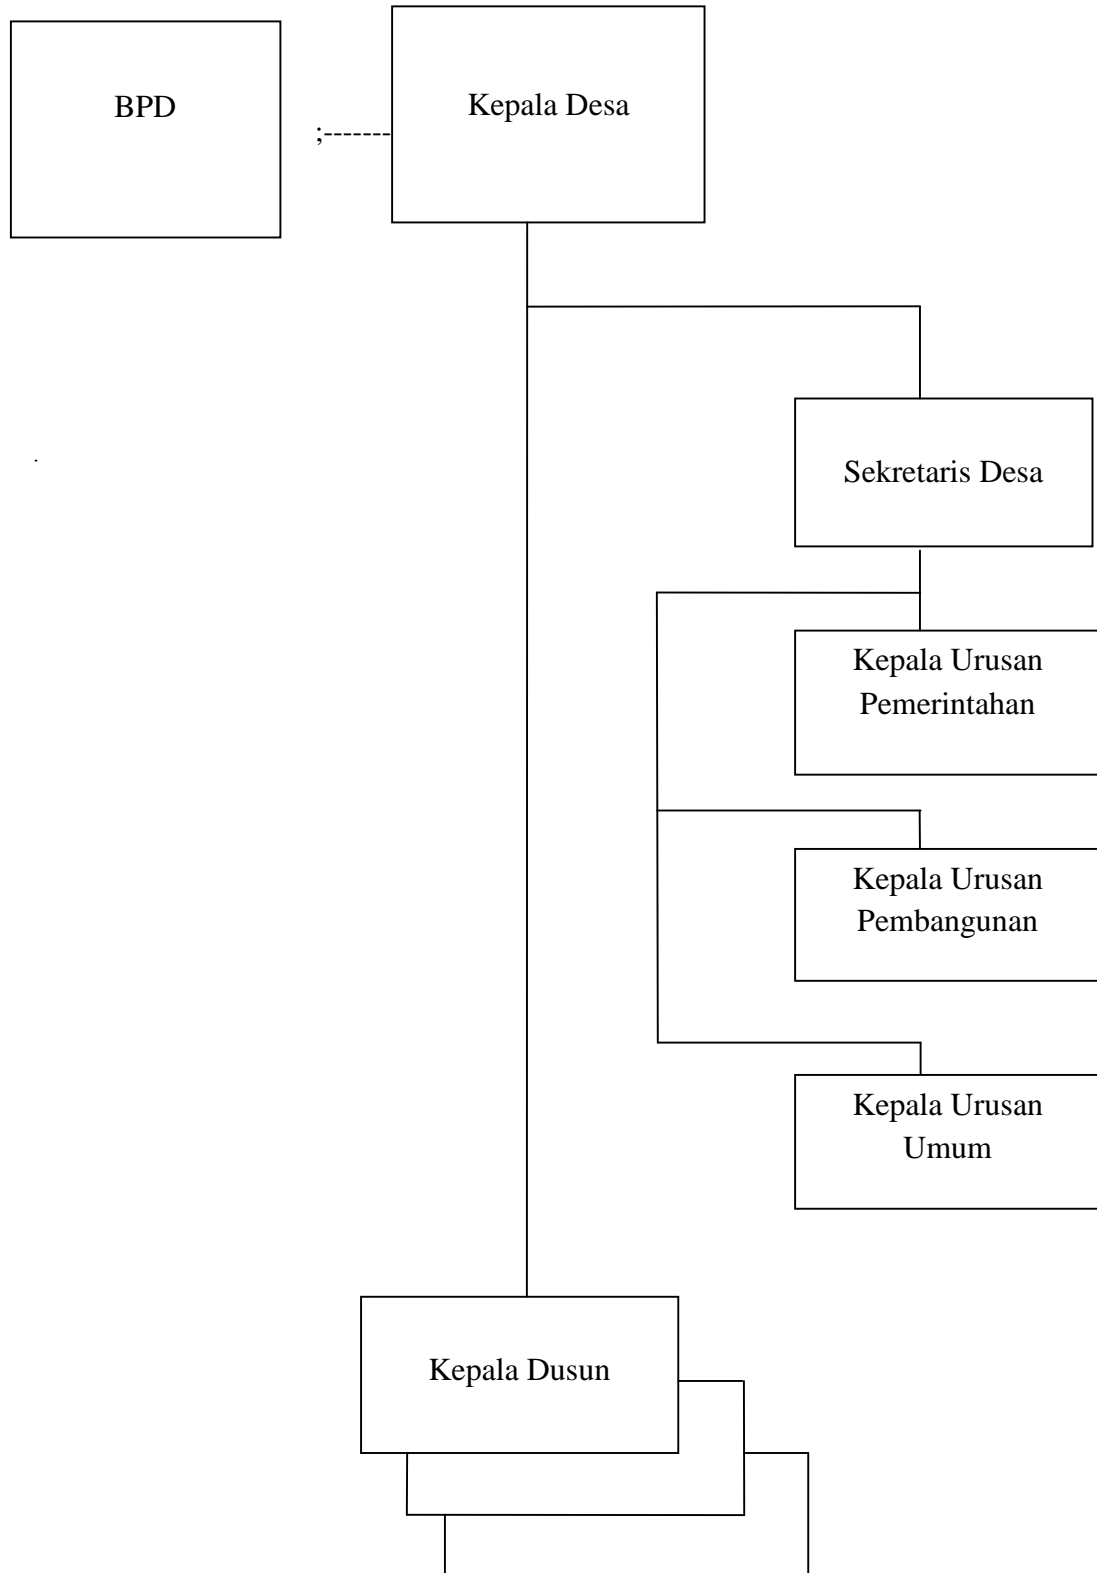 BPD
Kepala Desa
;-------
Sekretaris Desa
.
Kepala Urusan
Pemerintahan
Kepala Urusan
Pembangunan
Kepala Urusan
Umum
Kepala Dusun